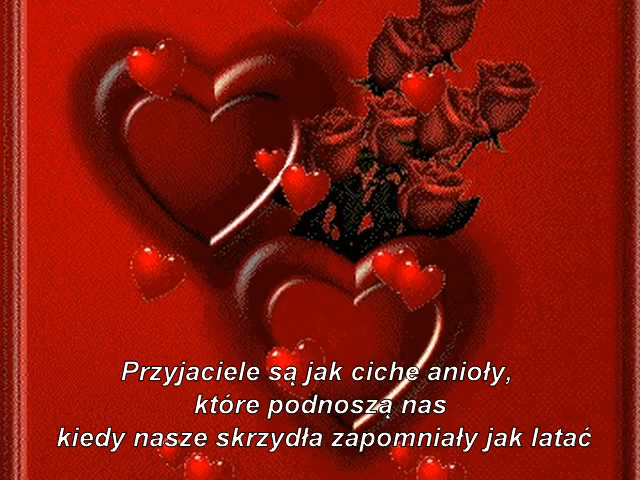 Przyjaciele są jak ciche anioły,
które podnoszą nas
kiedy nasze skrzydła zapomniały jak latać